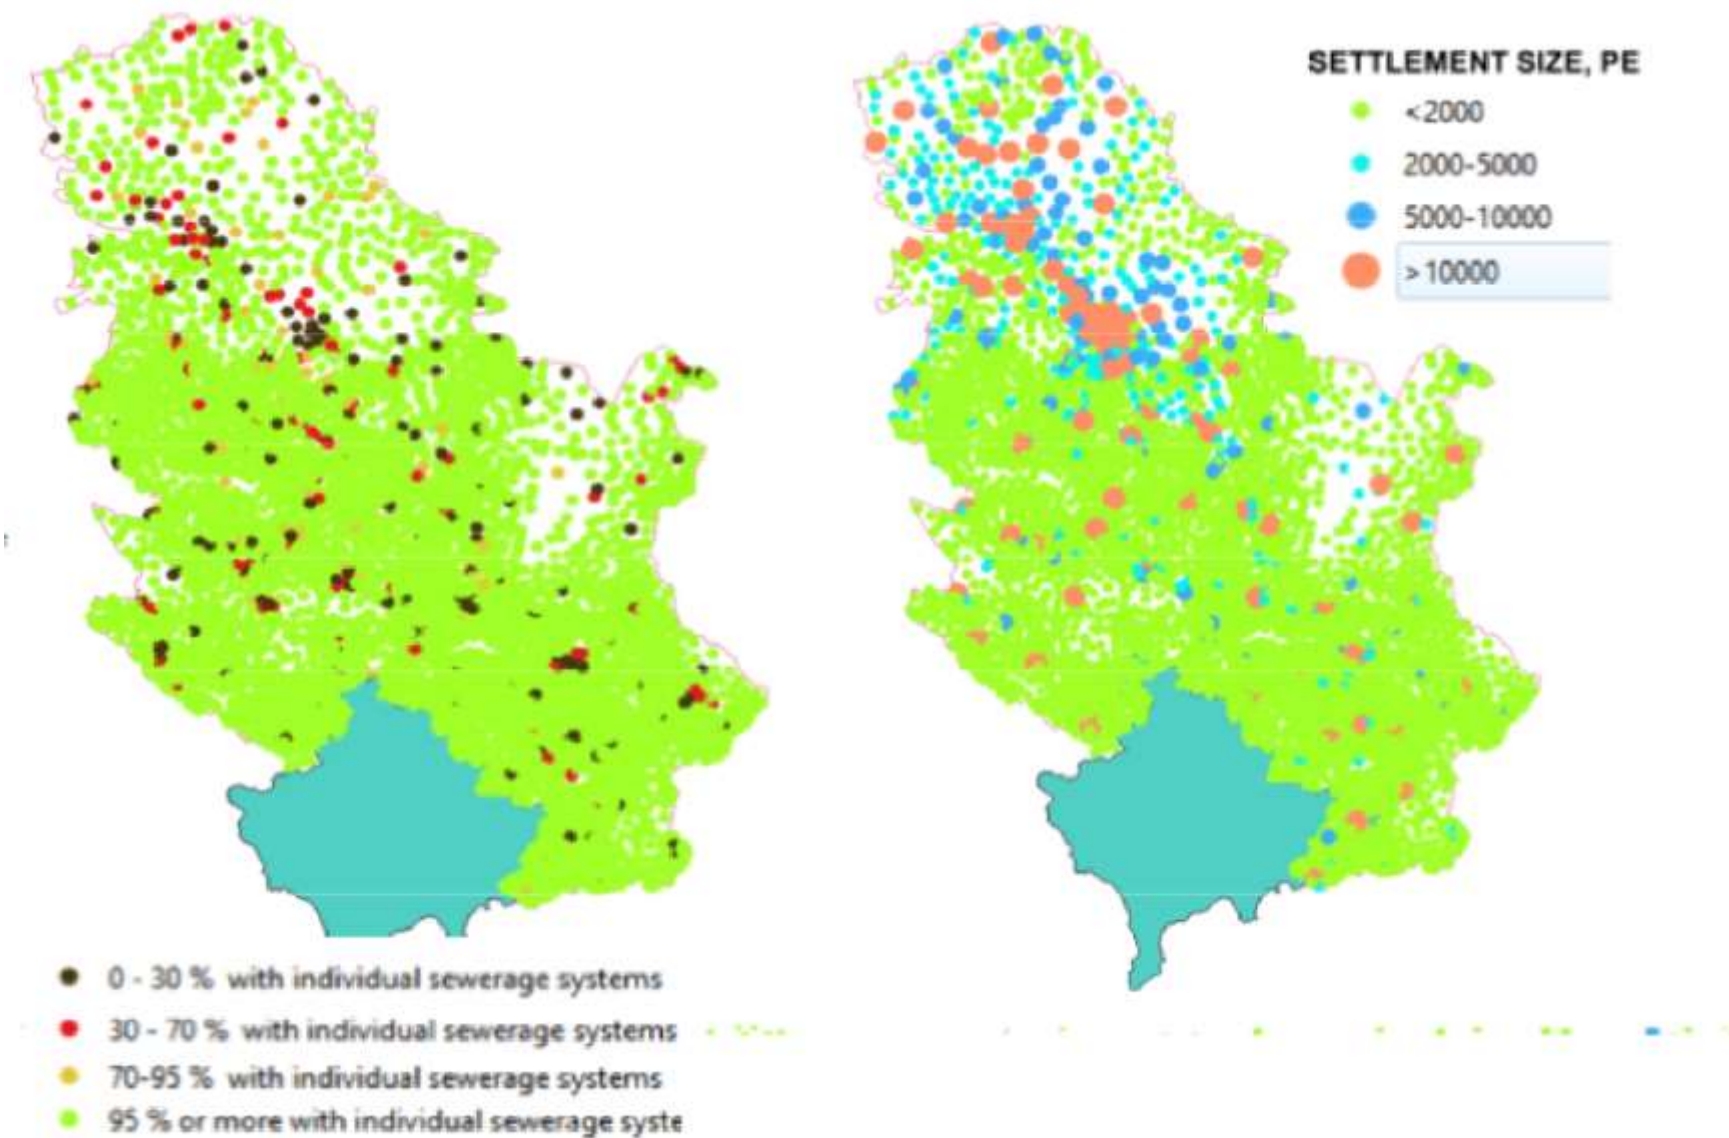 SETTLEMENT SIZE, PE
<2000
2000-5000
5000-10000
>10000
0 - 30 % with individual sewerage systems
30 - 70 % with individual sewerage systems
70-95 % with individual sewerage systems
95 % or more with individual sewerage syste